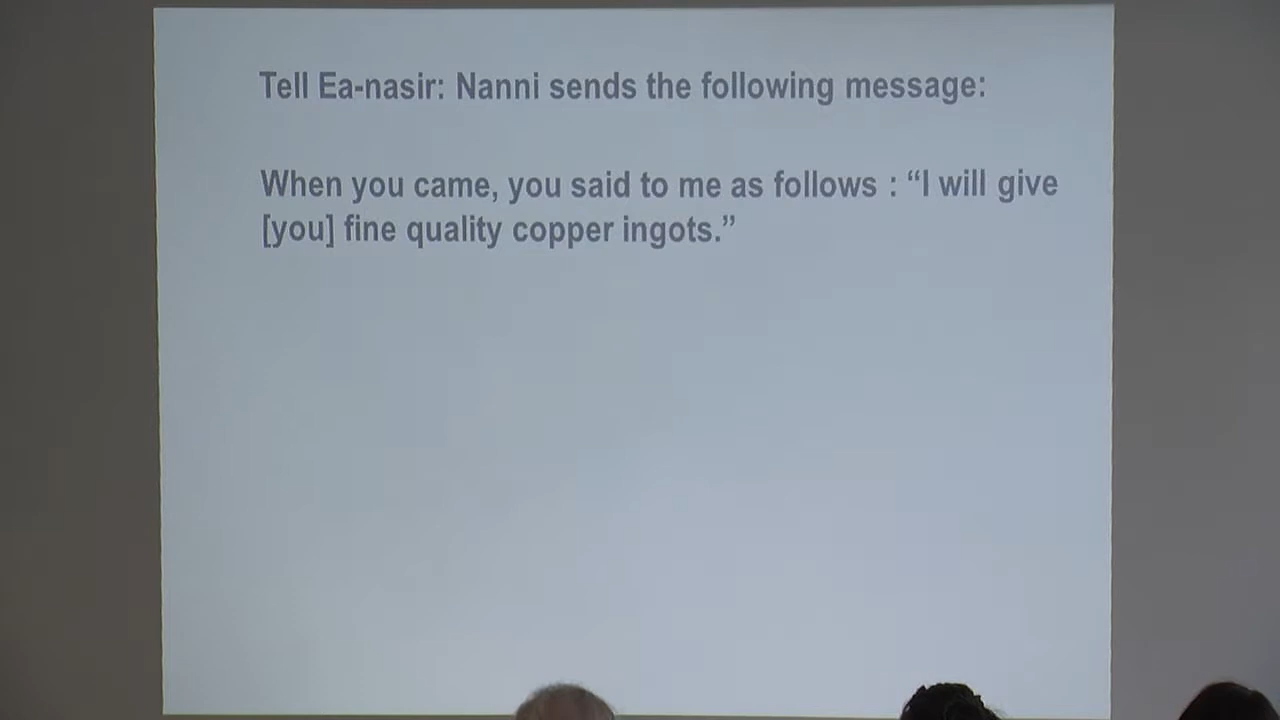 Tell Ea-nasir: Nanni sends the following message:
When you came, you said to me as follows : “I will give
[you] fine quality copper ingots.”